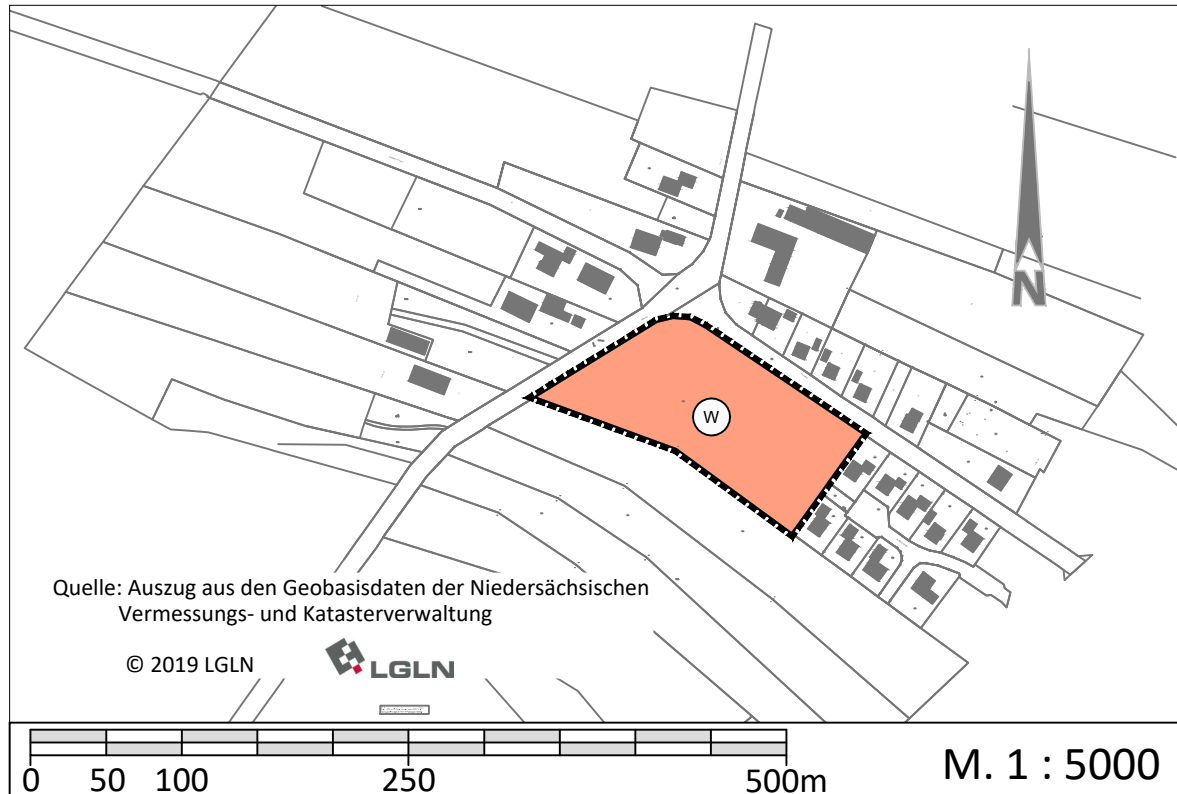 N
W
Quelle: Auszug aus den Geobasisdaten der Niedersächsischen
Vermessungs- und Katasterverwaltung
© 2019 LGLN
LGLN
0 50 100 250 500m
M. 1 : 5000